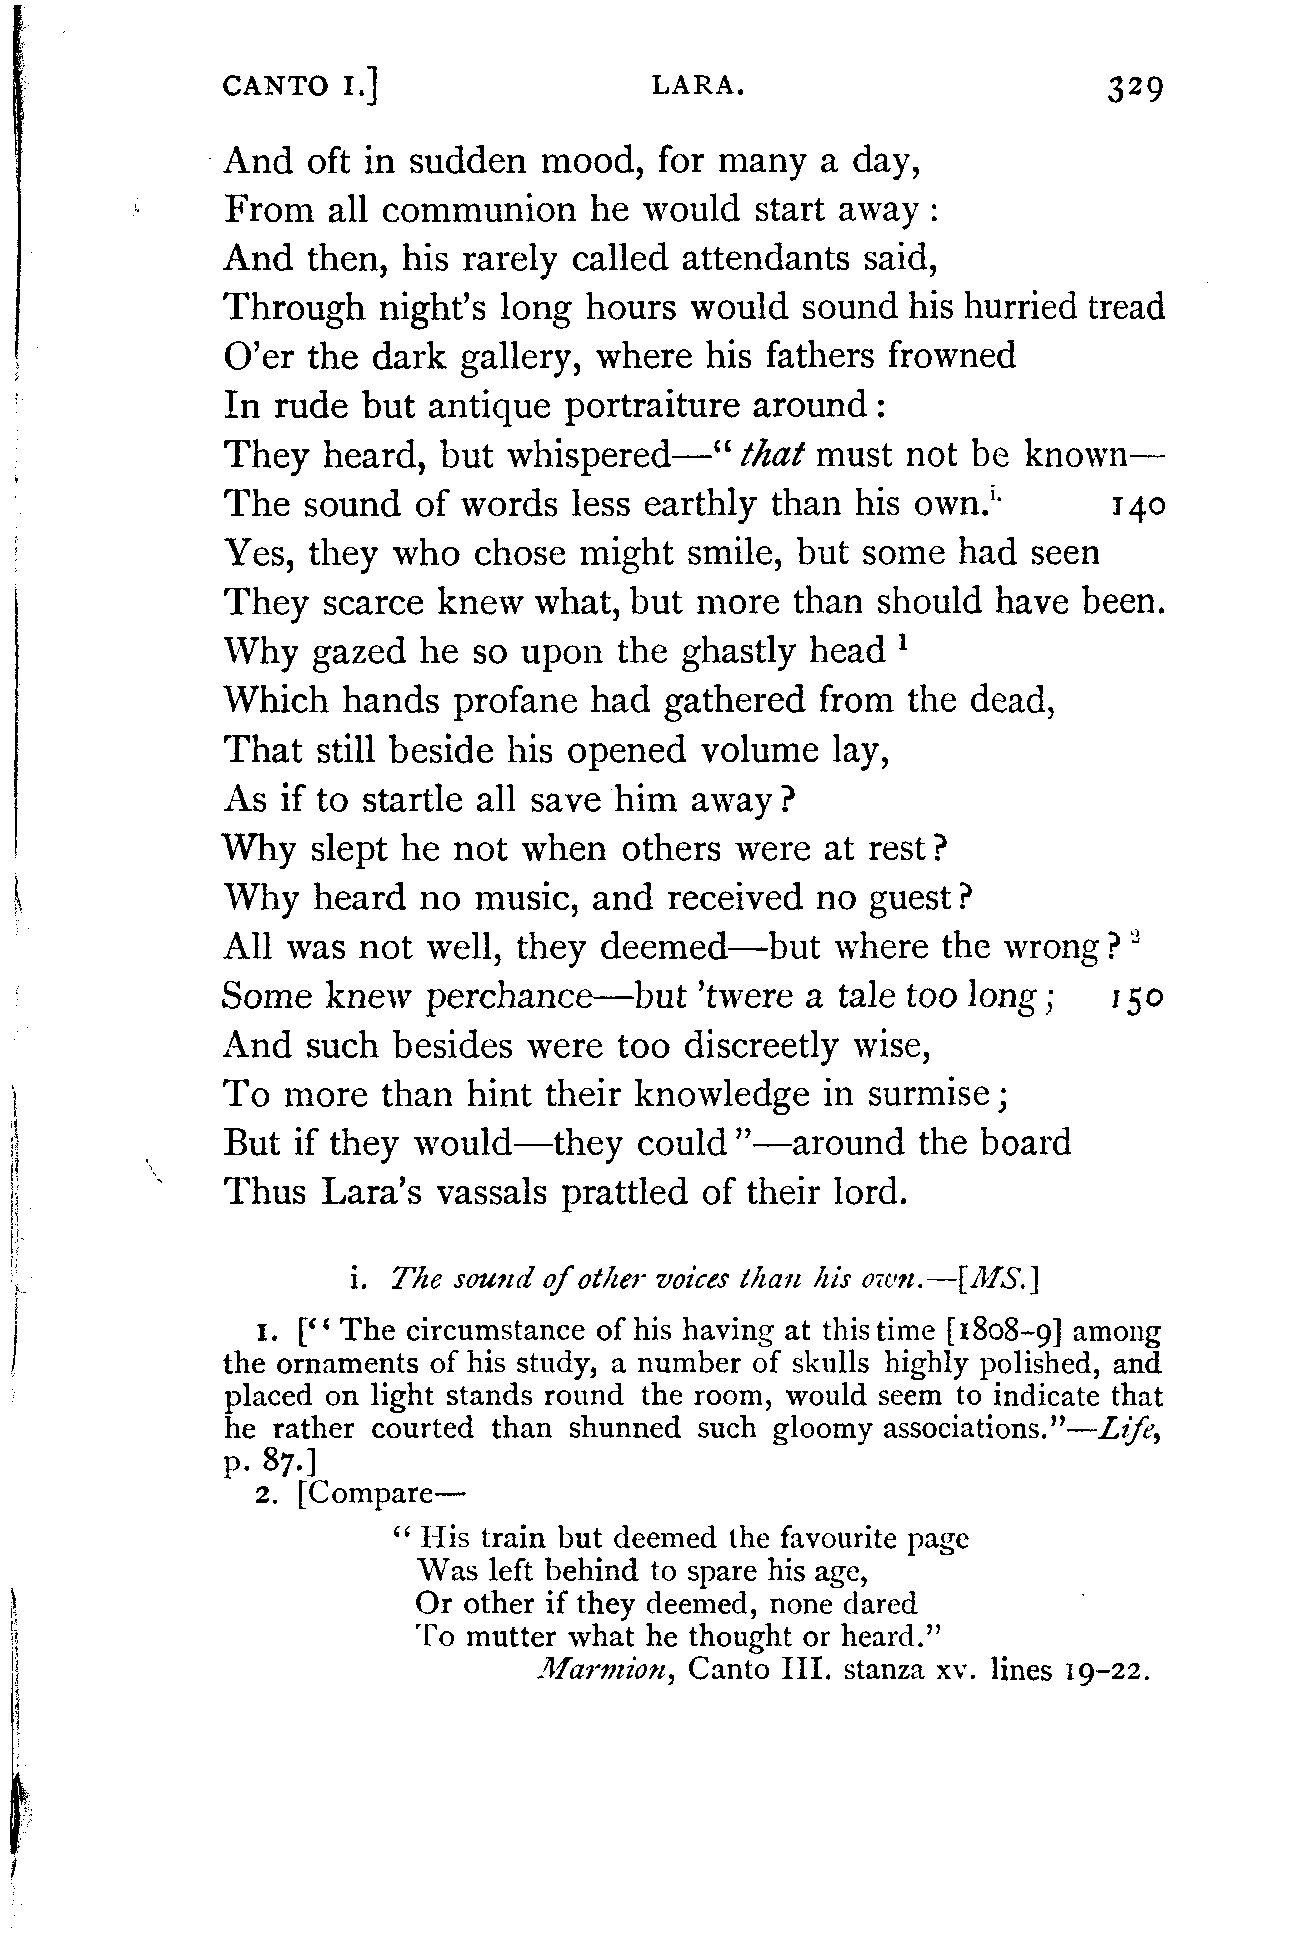 CANTO I.] LARA. 329
And oft in sudden mood, for many a day,
From all communion he would start away :
And then, his rarely called attendants said,
Through night's long hours would sound his hurried tread
O'er the dark gallery, where his fathers frowned
In rude but antique portraiture around :
They heard, but whispered—"that must not be known—
The sound of words less earthly than his own.i. 140
Yes, they who chose might smile, but some had seen
They scarce knew what, but more than should have been.
Why gazed he so upon the ghastly head 1
Which hands profane had gathered from the dead,
That still beside his opened volume lay,
As if to startle all save him away ?
Why slept he not when others were at rest ?
Why heard no music, and received no guest ?
All was not well, they deemed—but where the wrong ? 2
Some knew perchance—but 'twere a tale too long ; 150
And such besides were too discreetly wise,
To more than hint their knowledge in surmise ;
But if they would—they could "—around the board
Thus Lara's vassals prattled of their lord.
i. The sound of other voices than his own.—[MS.]
1. ["The circumstance of his having at this time [1808–9] among
the ornaments of his study, a number of skulls highly polished, and
placed on light stands round the room, would seem to indicate that
he rather courted than shunned such gloomy associations."—Life,
p. 87.]
2. [Compare—
"His train but deemed the favourite page
Was left behind to spare his age,
Or other if they deemed, none dared
To mutter what he thought or heard."
Marmion, Canto III. stanza xv. lines 19–22.